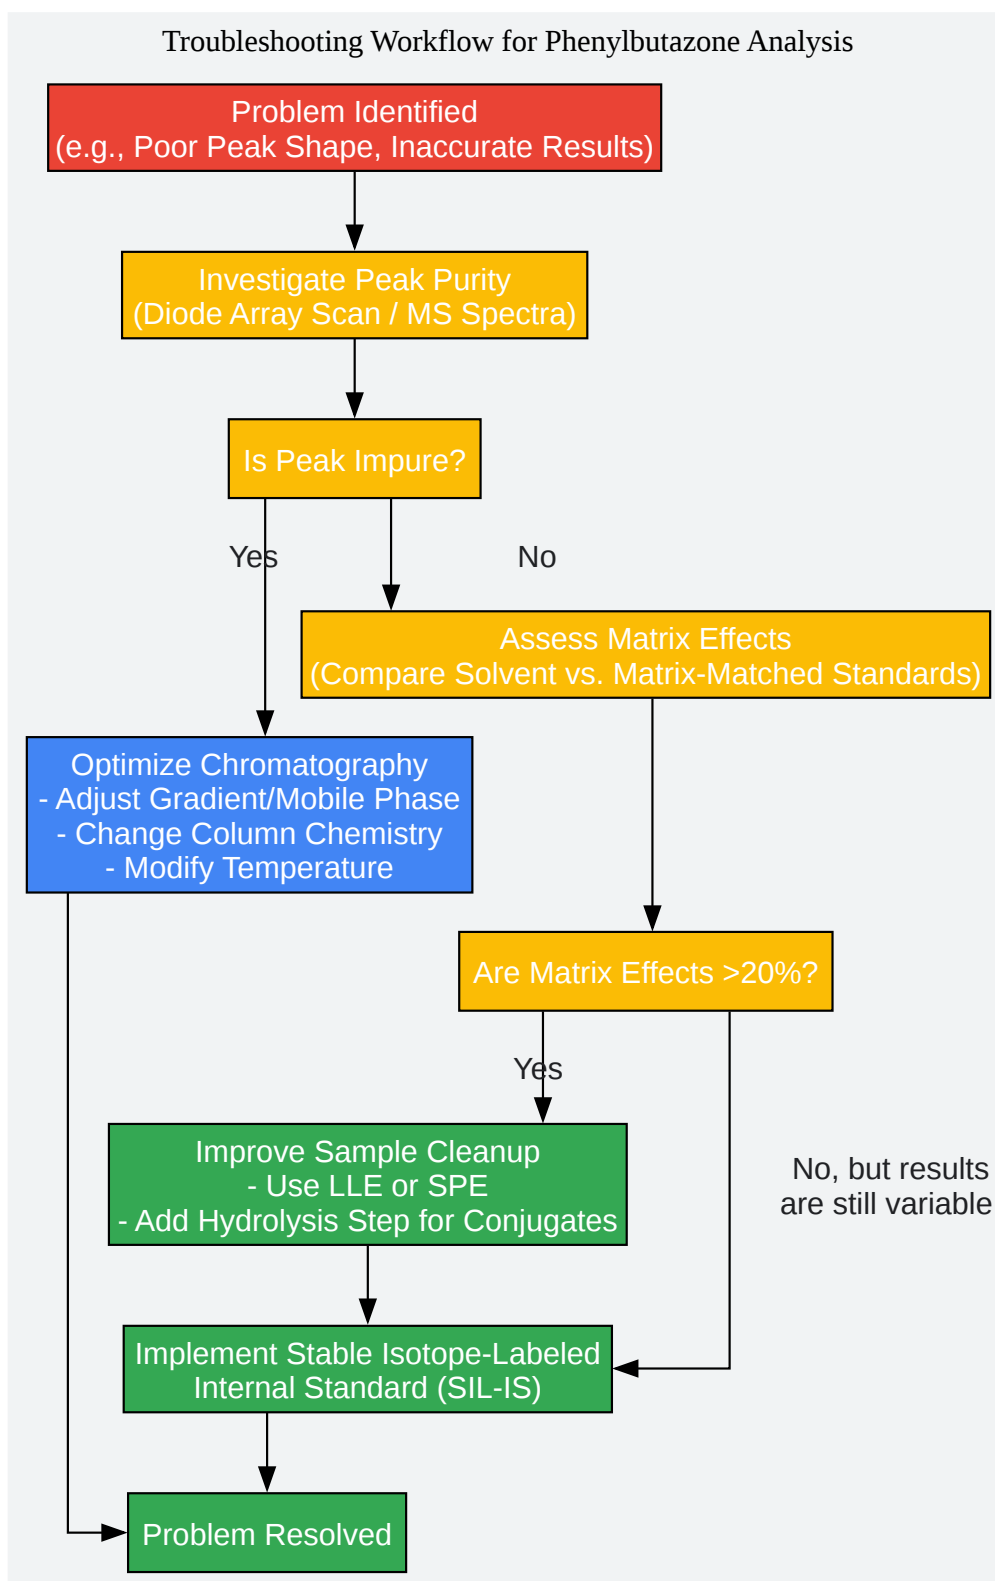 Troubleshooting Workflow for Phenylbutazone Analysis
Problem Identified
(e.g., Poor Peak Shape, Inaccurate Results)
Investigate Peak Purity
(Diode Array Scan / MS Spectra)
Is Peak Impure?
Yes
No
Assess Matrix Effects
(Compare Solvent vs. Matrix-Matched Standards)
Optimize Chromatography
- Adjust Gradient/Mobile Phase
- Change Column Chemistry
- Modify Temperature
Are Matrix Effects >20%?
Yes
No, but results
are still variable
Improve Sample Cleanup
- Use LLE or SPE
- Add Hydrolysis Step for Conjugates
Implement Stable Isotope-Labeled
Internal Standard (SIL-IS)
Problem Resolved